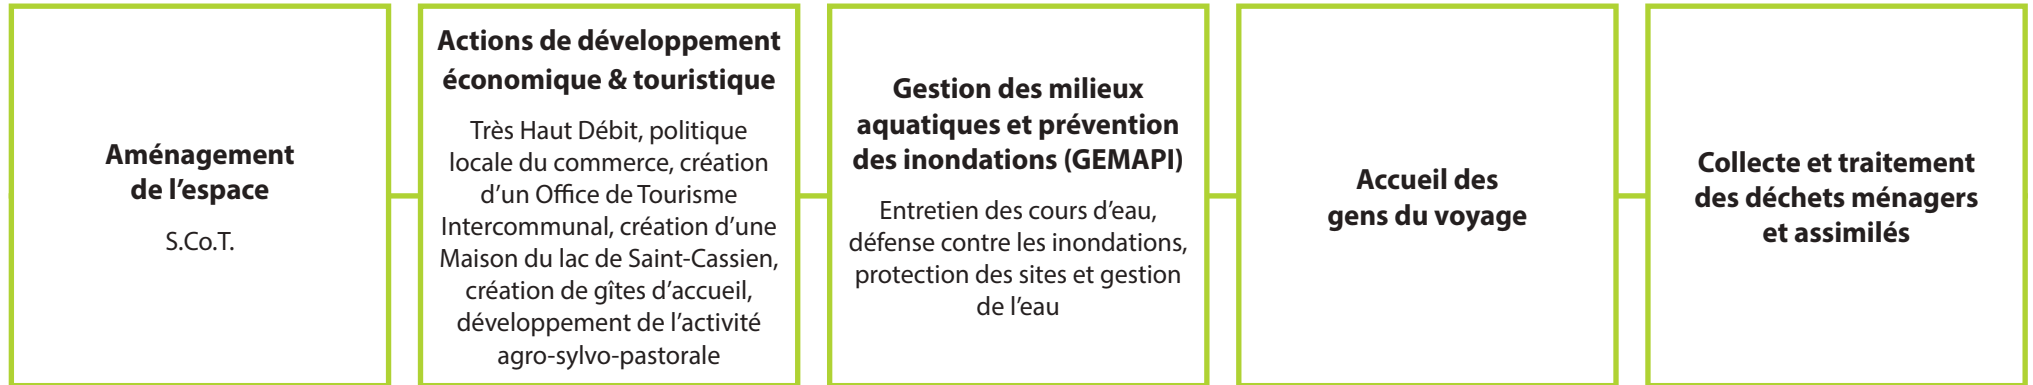 Aménagement
de l’espace
S.Co.T.
Actions de développement
économique & touristique
Très Haut Débit, politique
locale du commerce, création
d’un Office de Tourisme
Intercommunal, création d’une
Maison du lac de Saint-Cassien,
création de gîtes d’accueil,
développement de l’activité
agro-sylvo-pastorale
Gestion des milieux
aquatiques et prévention
des inondations (GEMAPI)
Entretien des cours d’eau,
défense contre les inondations,
protection des sites et gestion
de l’eau
Accueil des
gens du voyage
Collecte et traitement
des déchets ménagers
et assimilés